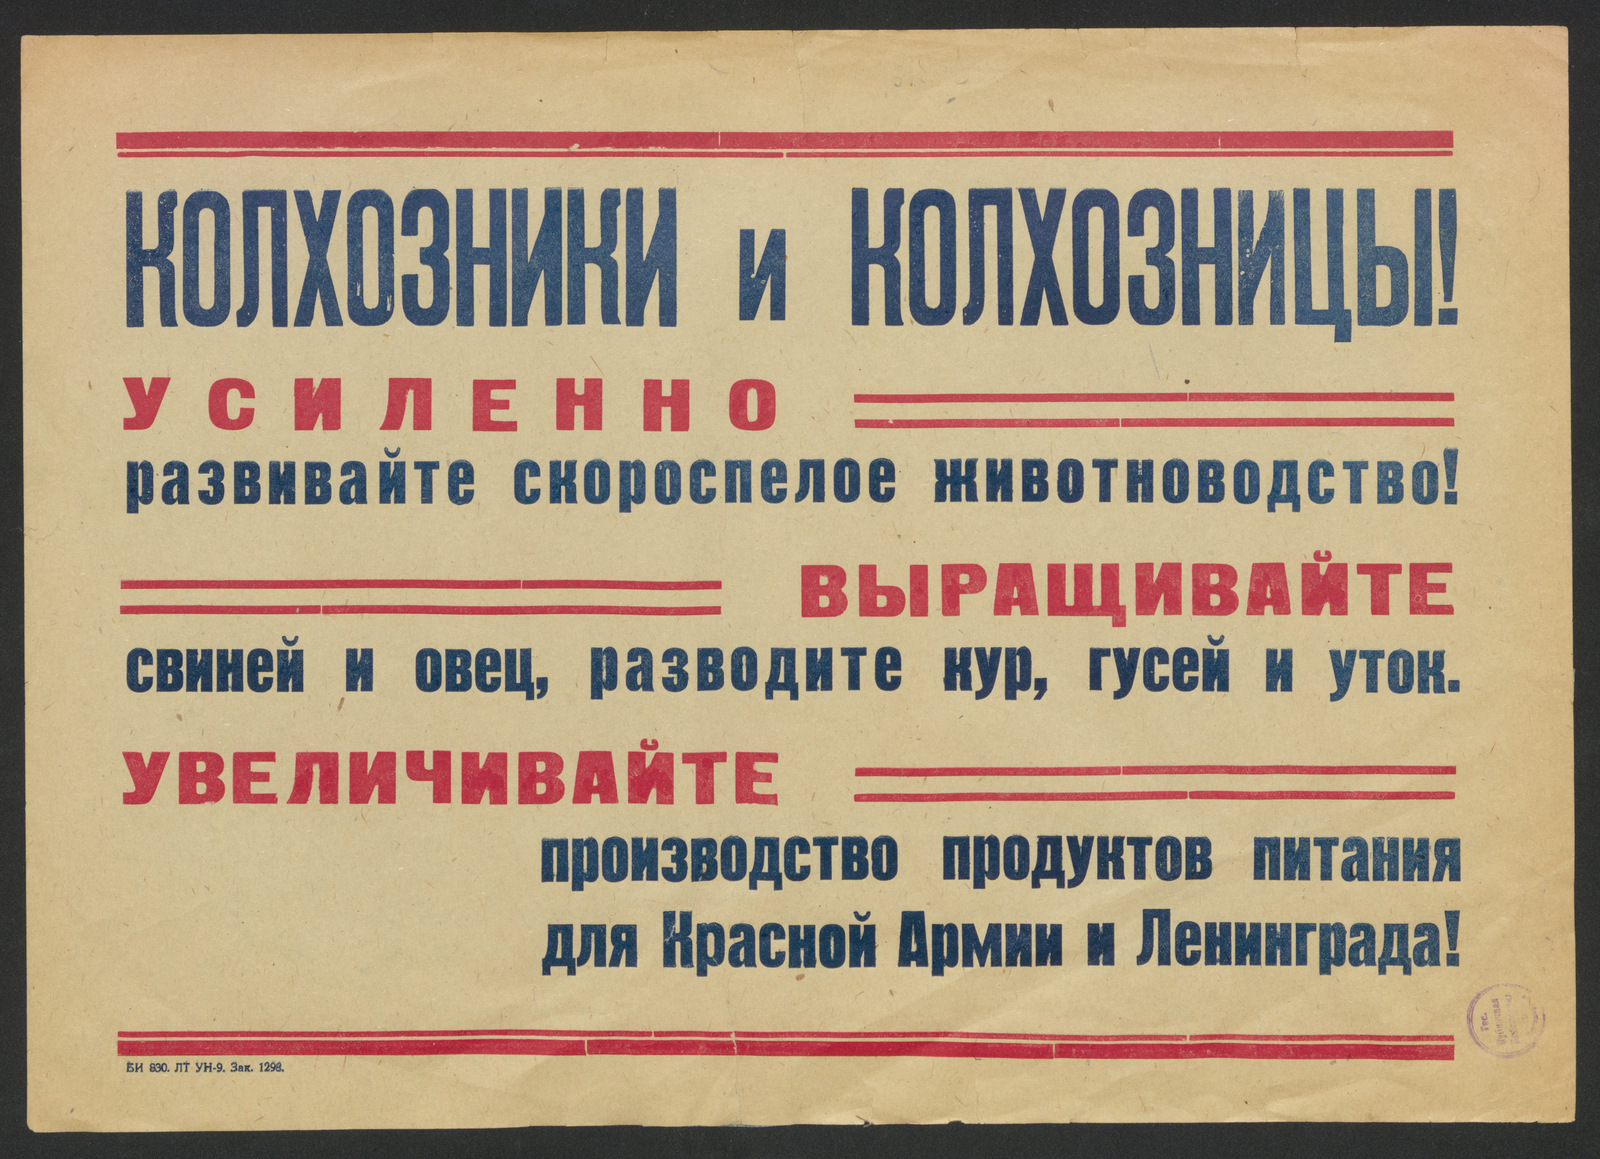 КОЛХОЗНИКИ и КОЛХОЗНИЦЫ!
УСИЛЕННО
развивайте скороспелое животноводство!
ВЫРАЩИВАЙТЕ
свиней и овец, разводите кур, гусей и уток.
УВЕЛИЧИВАЙТЕ
производство продуктов питания
для Красной Армии и Ленинграда!
БИ 830. ЛТ УН-9. Зак. 1298.
Гос.